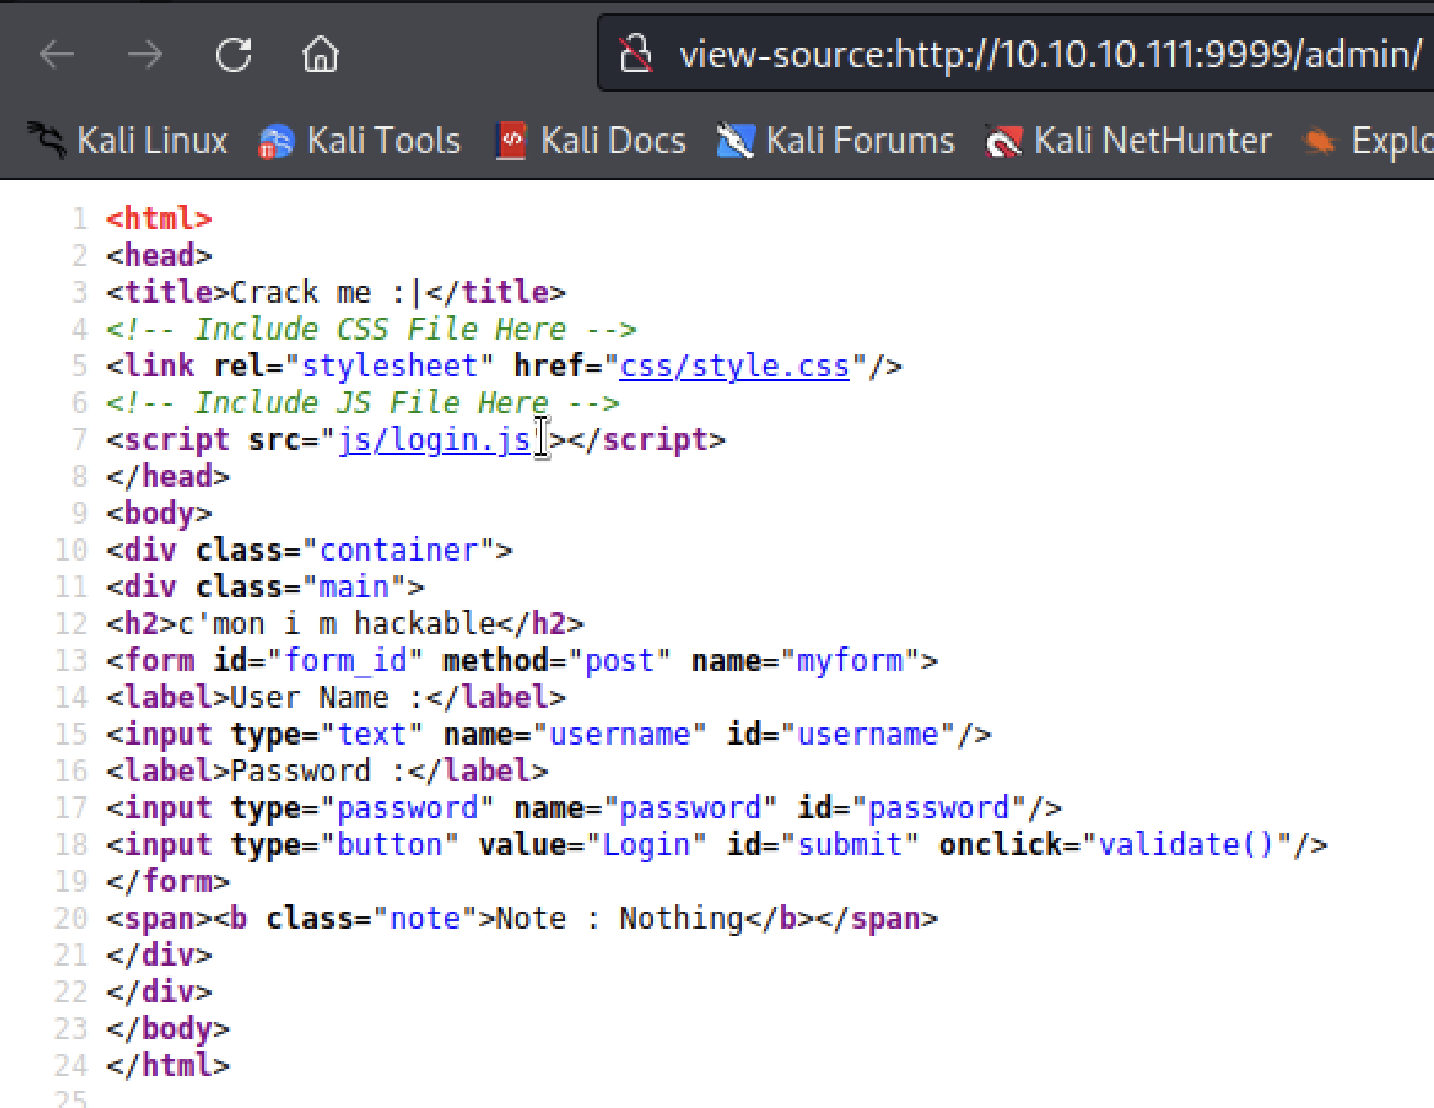 view-source:http://10.10.10.111:9999/admin/
Kali Linux Kali Tools Kali Docs Kali Forums Kali NetHunter Explo
1 <html>
2 <head>
3 <title>Crack me :|</title>
4 <!-- Include CSS File Here -->
5 <link rel="stylesheet" href="css/style.css"/>
6 <!-- Include JS File Here -->
7 <script src="js/login.js"></script>
8 </head>
9 <body>
10 <div class="container">
11 <div class="main">
12 <h2>c'mon i m hackable</h2>
13 <form id="form_id" method="post" name="myform">
14 <label>User Name :</label>
15 <input type="text" name="username" id="username"/>
16 <label>Password :</label>
17 <input type="password" name="password" id="password"/>
18 <input type="button" value="Login" id="submit" onclick="validate()"/>
19 </form>
20 <span><b class="note">Note : Nothing</b></span>
21 </div>
22 </div>
23 </body>
24 </html>
25